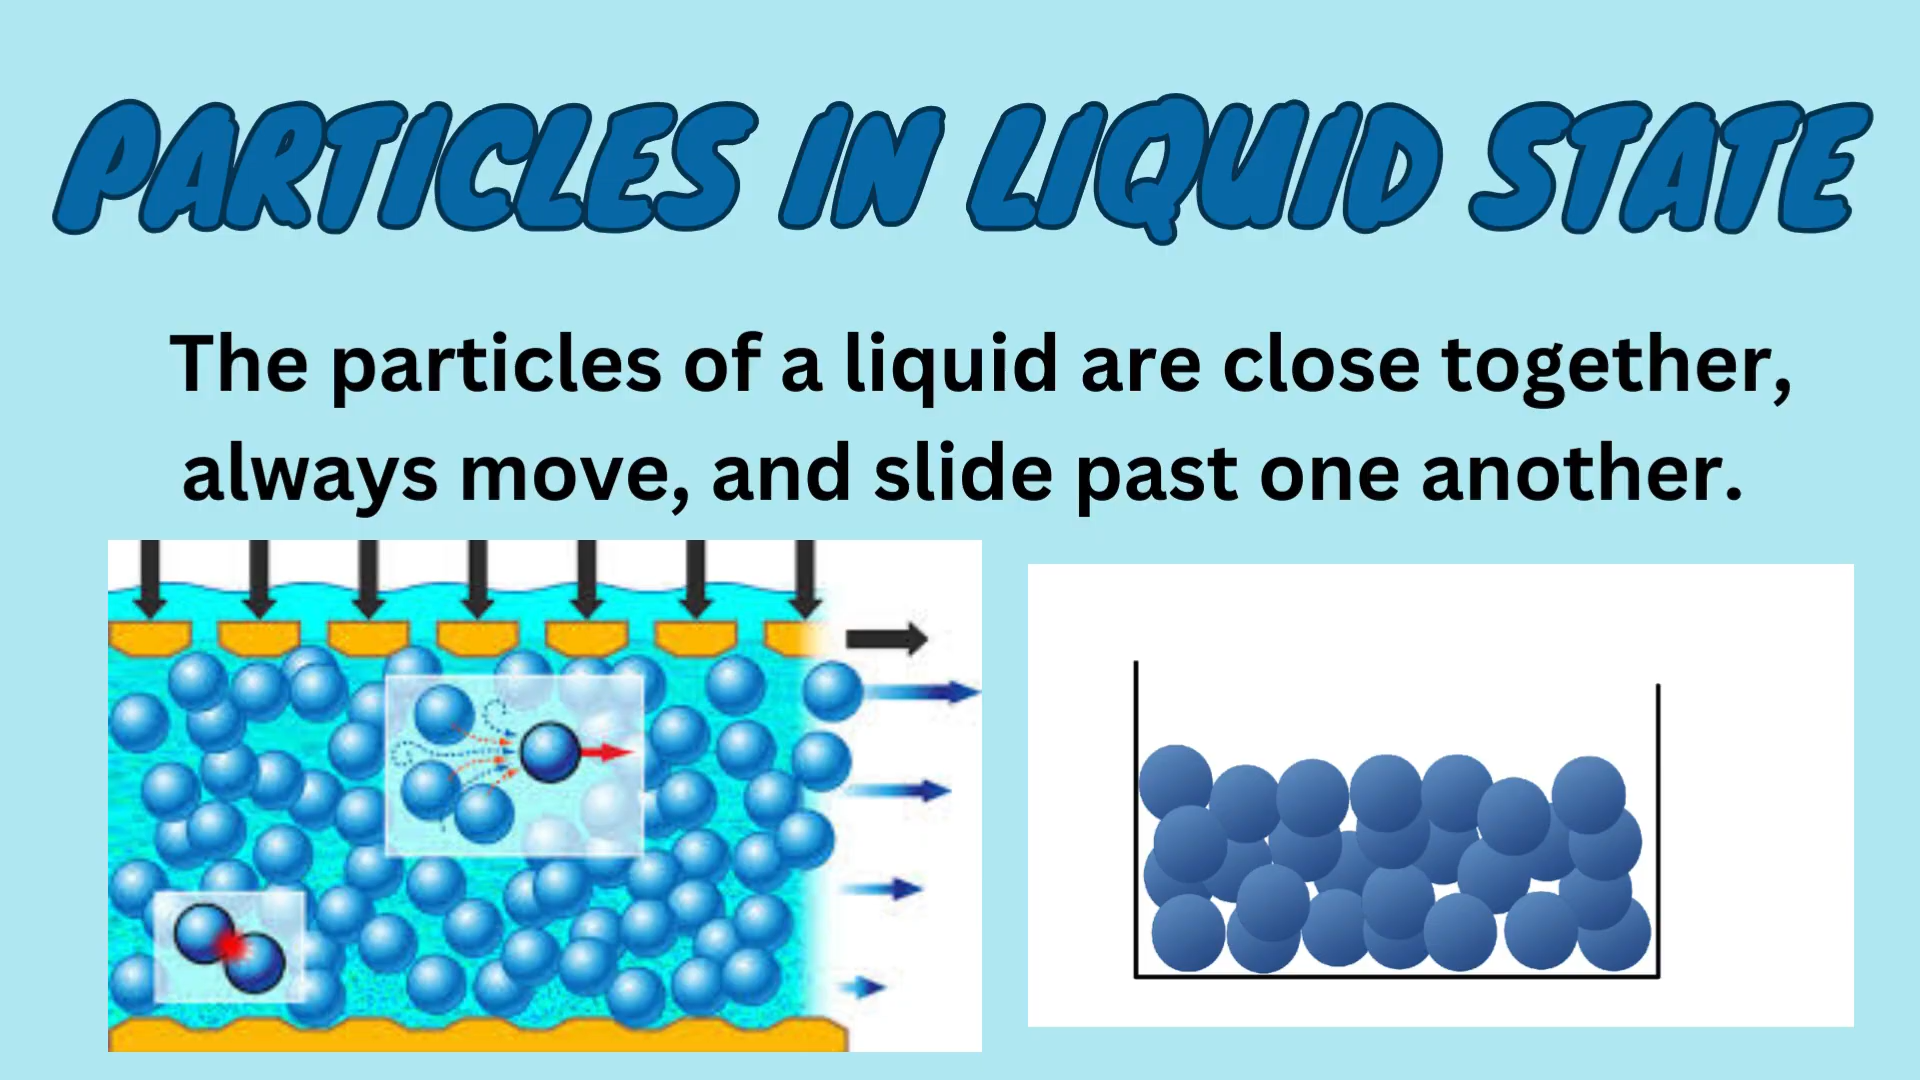 PARTICLES IN LIQUID STATE
The particles of a liquid are close together,
always move, and slide past one another.